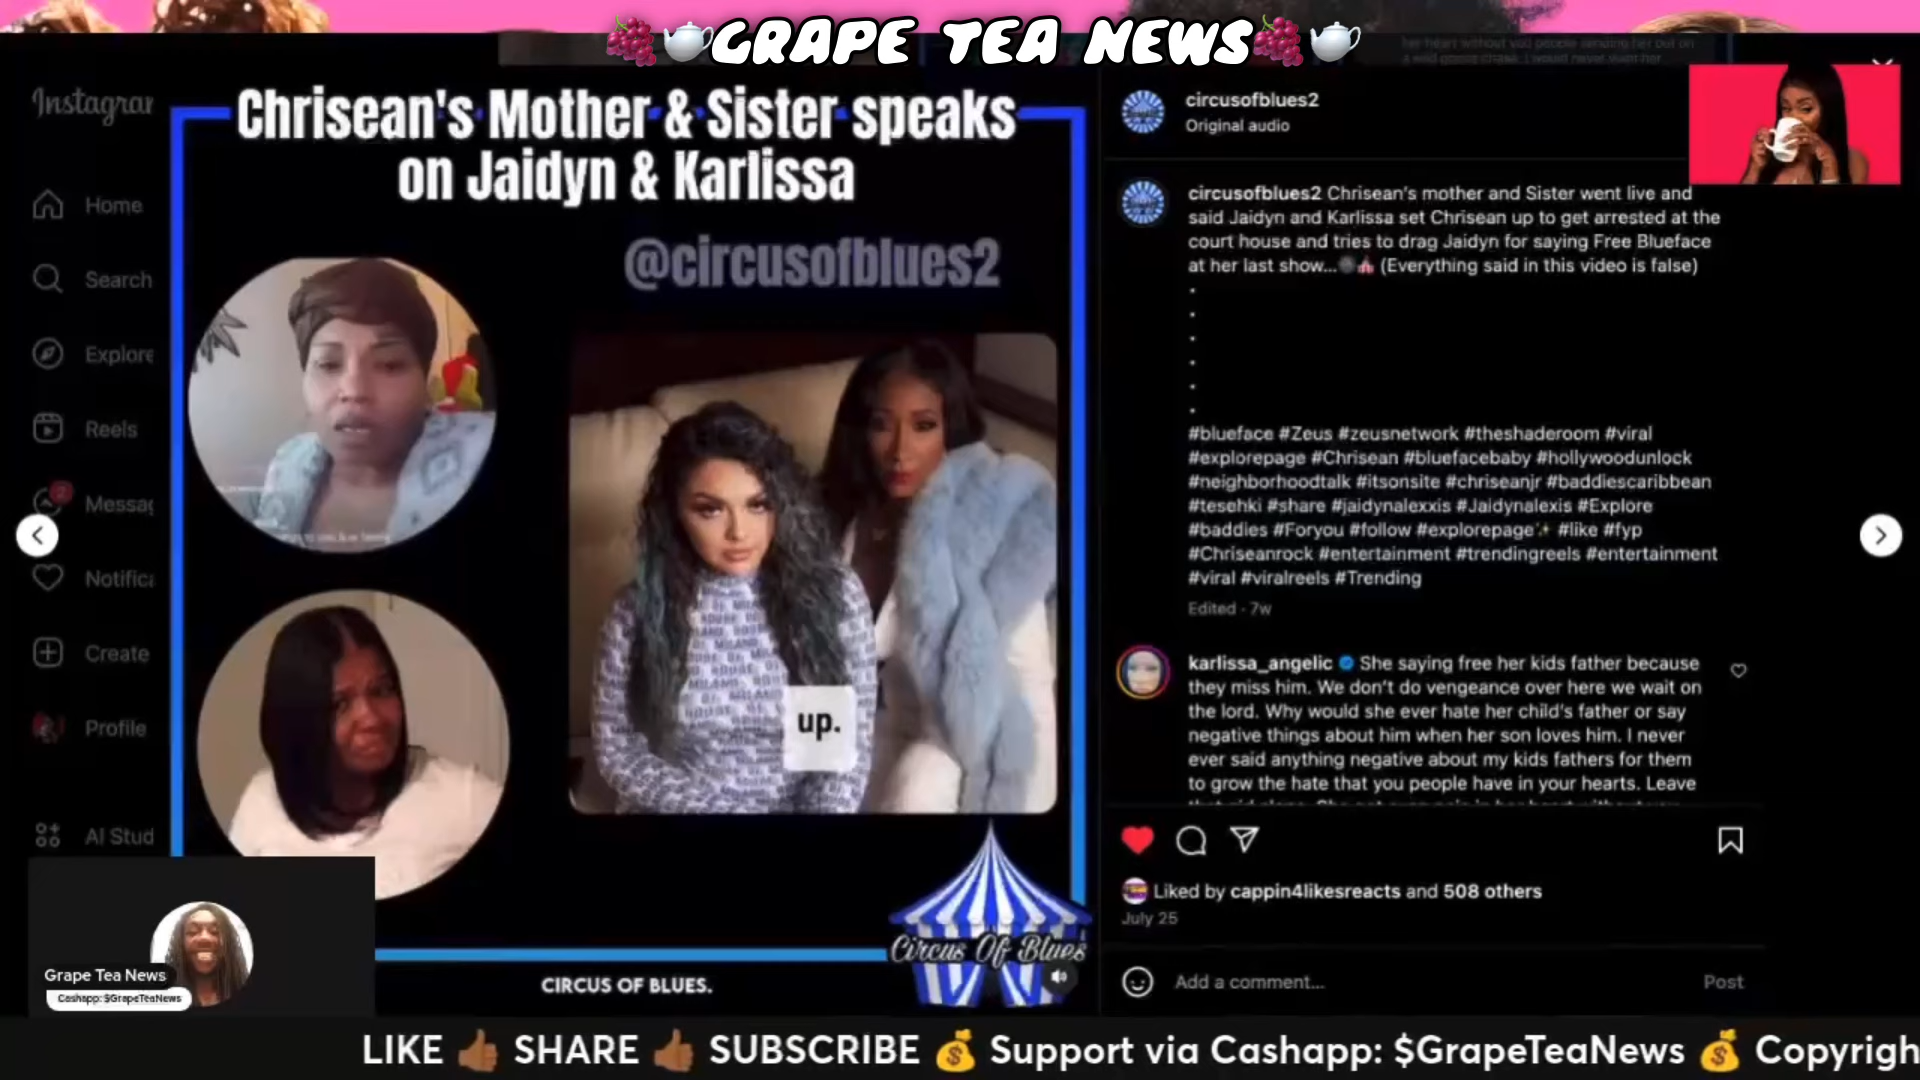 GRAPE TEA NEWS
Instagram
Home
Search
Explore
Reels
2
Messag
Notifica
Create
Profile
AI Stud
Chrisean's Mother & Sister speaks
on Jaidyn & Karlissa
@circusofblues2
up.
Circus Of Blues
CIRCUS OF BLUES.
circusofblues2
Original audio
circusofblues2 Chrisean's mother and Sister went live and
said Jaidyn and Karlissa set Chrisean up to get arrested at the
court house and tries to drag Jaidyn for saying Free Blueface
at her last show... (Everything said in this video is false)
.
.
.
.
.
.
#blueface #Zeus #zeusnetwork #theshaderoom #viral
#explorepage #Chrisean #bluefacebaby #hollywoodunlock
#neighborhoodtalk #itsonsite #chriseanjr #baddiescaribbean
#tesehki #share #jaidynalexxis #Jaidynalexis #Explore
#baddies #Foryou #follow #explorepage✨ #like #fyp
#Chriseanrock #entertainment #trendingreels #entertainment
#viral #viralreels #Trending
Edited · 7w
karlissa_angelic She saying free her kids father because
they miss him. We don't do vengeance over here we wait on
the lord. Why would she ever hate her child's father or say
negative things about him when her son loves him. I never
ever said anything negative about my kids fathers for them
to grow the hate that you people have in your hearts. Leave
Liked by cappin4likesreacts and 508 others
July 25
Add a comment...
Post
Grape Tea News
Cashapp: $GrapeTeaNews
LIKE 👍🏾 SHARE 👍🏾 SUBSCRIBE 💰 Support via Cashapp: $GrapeTeaNews 💰 Copyrigh